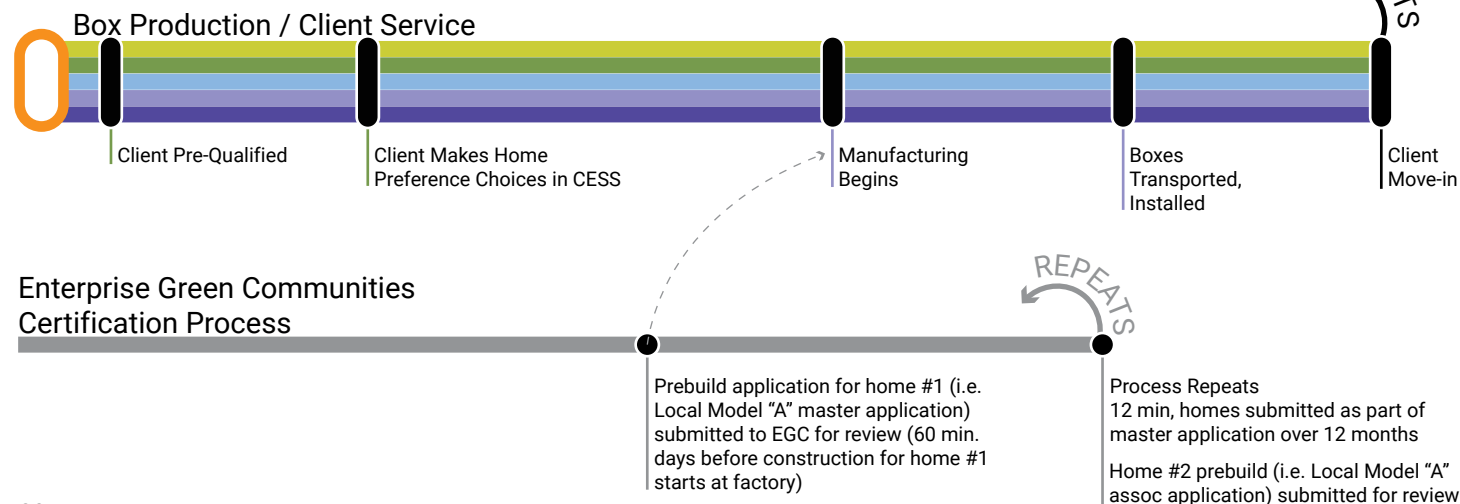 TS
Box Production / Client Service
Client Pre-Qualified
Client Makes Home
Preference Choices in CESS
Manufacturing
Begins
Boxes
Transported,
Installed
Client
Move-in
REPEATS
Enterprise Green Communities
Certification Process
Prebuild application for home #1 (i.e.
Local Model “A” master application)
submitted to EGC for review (60 min.
days before construction for home #1
starts at factory)
Process Repeats
12 min, homes submitted as part of
master application over 12 months
Home #2 prebuild (i.e. Local Model “A”
assoc application) submitted for review